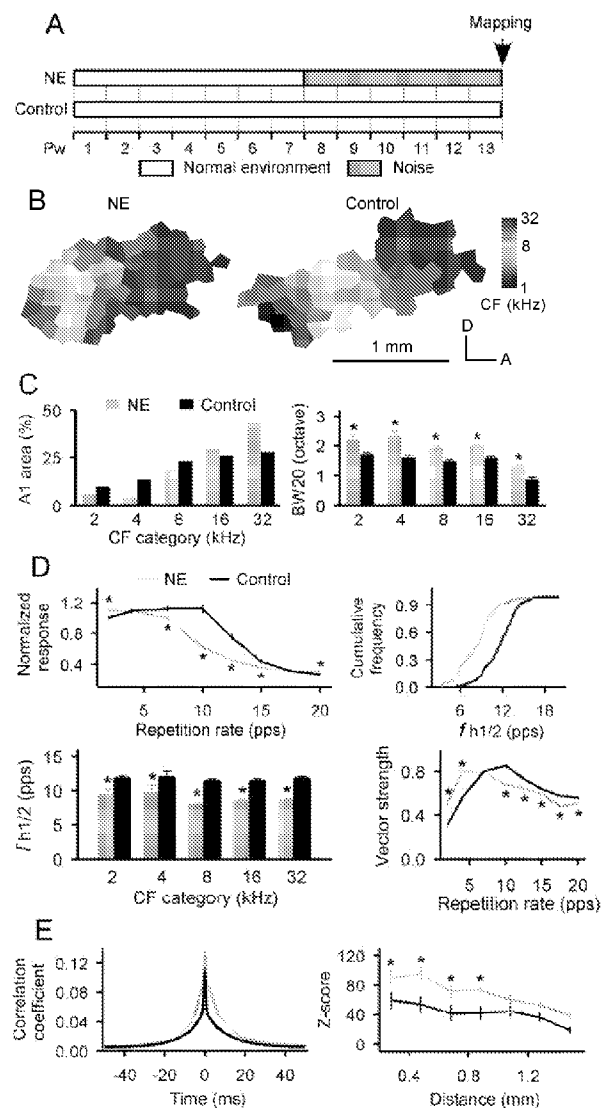 A
Mapping
NE
Control
Pw 1 2 3 4 5 6 7 8 9 10 11 12 13
Normal environment Noise
B
NE Control
32
8
1
CF (kHz)
D
A
1 mm
C
NE Control
A1 area (%)
50
25
0
2 4 8 16 32
CF category (kHz)
BW20 (octave)
3
2
1
0
* * * * *
2 4 8 16 32
D
NE Control
Normalized response
1.2
0.8
0.4
* * * * * * *
5 10 15 20
Repetition rate (pps)
Cumulative frequency
0.9
0.6
0.3
0.0
6 12 18
fh1/2 (pps)
fh1/2 (pps)
15
10
5
0
* * * * *
2 4 8 16 32
CF category (kHz)
Vector strength
0.8
0.4
0.0
* * * * * * *
5 10 15 20
Repetition rate (pps)
E
Correlation coefficient
0.12
0.08
0.04
0.00
-40 -20 0 20 40
Time (ms)
Z-score
120
80
40
0
* * * *
0.4 0.8 1.2
Distance (mm)